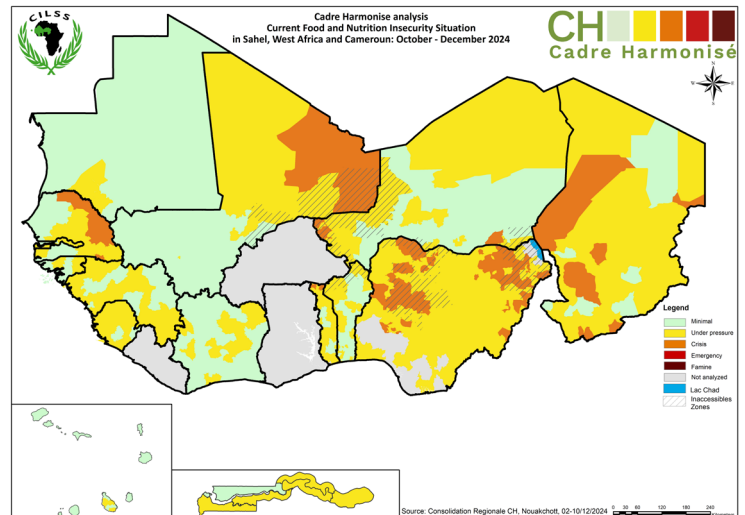 CILSS
Cadre Harmonise analysis
Current Food and Nutrition Insecurity Situation
in Sahel, West Africa and Cameroun: October - December 2024
CH
Cadre Harmonisé
N
W
E
S
Legend
Minimal
Under pressure
Crisis
Emergency
Famine
Not analyzed
Lac Chad
Inaccessibles
Zones
Source: Consolidation Regionale CH, Nouakchott, 02-10/12/2024
0 30 60 120 180 240